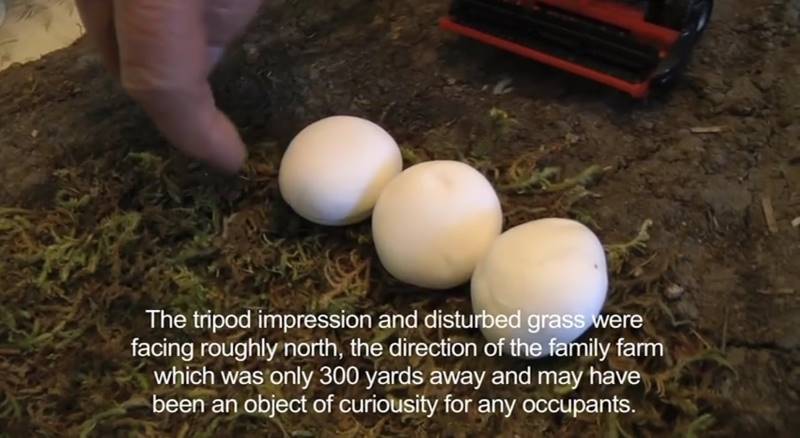 The tripod impression and disturbed grass were
facing roughly north, the direction of the family farm
which was only 300 yards away and may have
been an object of curiousity for any occupants.